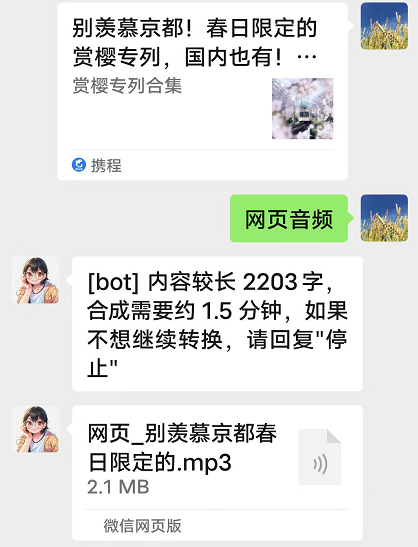 别羡慕京都！春日限定的
赏樱专列，国内也有！…
赏樱专列合集
携程
网页音频
[bot] 内容较长 2203 字，
合成需要约 1.5 分钟，如果
不想继续转换，请回复"停
止"
网页_别羡慕京都春
日限定的.mp3
2.1 MB
微信网页版